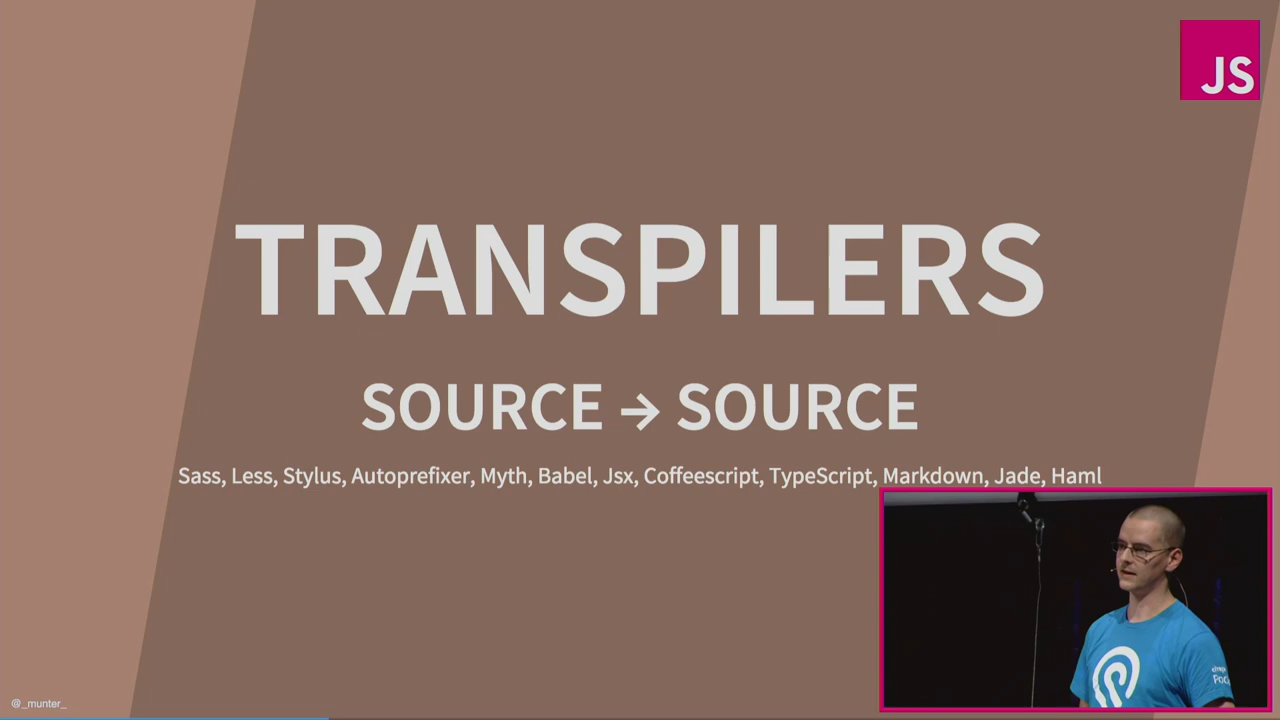 JS
TRANSPILERS
SOURCE → SOURCE
Sass, Less, Stylus, Autoprefixer, Myth, Babel, Jsx, Coffeescript, TypeScript, Markdown, Jade, Haml
@_munter_